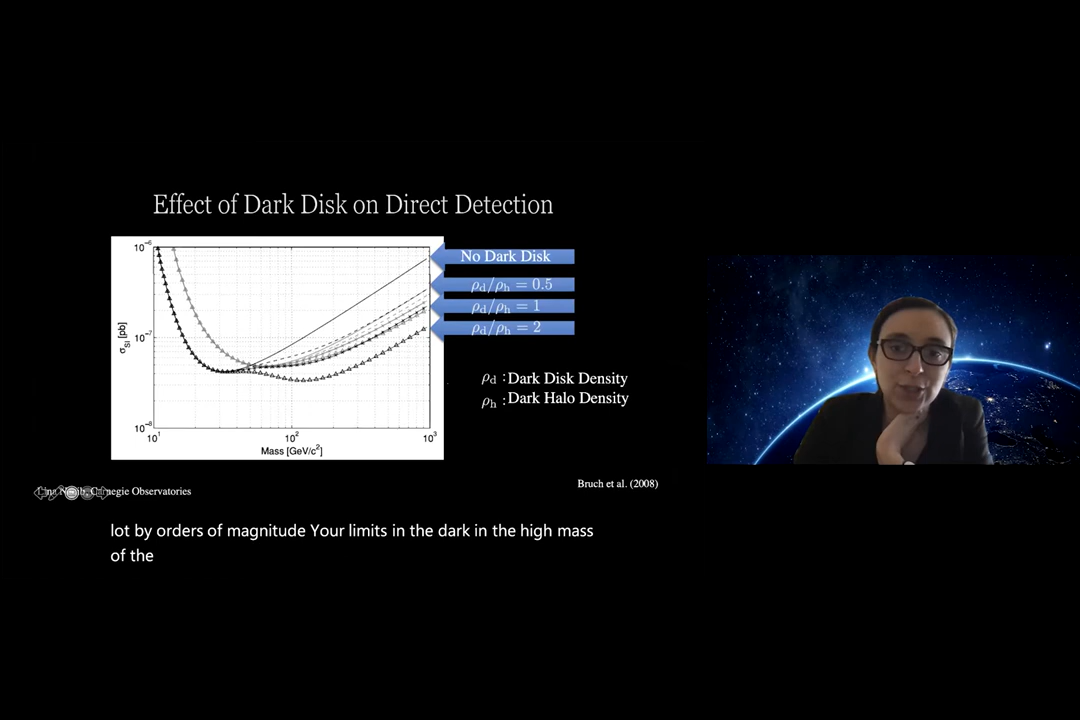 Effect of Dark Disk on Direct Detection
10⁻⁶
10⁻⁷
10⁻⁸
σSI [pb]
10¹
10²
10³
Mass [GeV/c²]
No Dark Disk
ρd/ρh = 0.5
ρd/ρh = 1
ρd/ρh = 2
ρd : Dark Disk Density
ρh : Dark Halo Density
Bruch et al. (2008)
Carnegie Observatories
lot by orders of magnitude Your limits in the dark in the high mass
of the